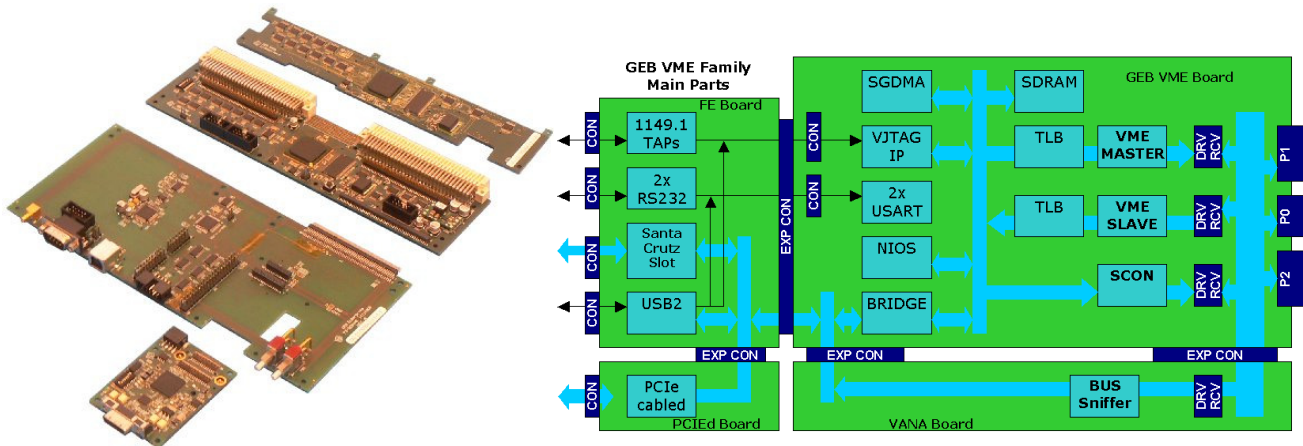 GEB VME Family
Main Parts
FE Board
CON
1149.1
TAPs
CON
2x
RS232
CON
Santa
Crutz
Slot
CON
USB2
EXP CON
EXP CON
CON
PCIe
cabled
PCIEd Board
GEB VME Board
SGDMA
SDRAM
CON
VJTAG
IP
TLB
VME
MASTER
DRV
RCV
P1
CON
2x
USART
TLB
VME
SLAVE
DRV
RCV
P0
NIOS
SCON
DRV
RCV
P2
BRIDGE
EXP CON
EXP CON
BUS
Sniffer
DRV
RCV
VANA Board